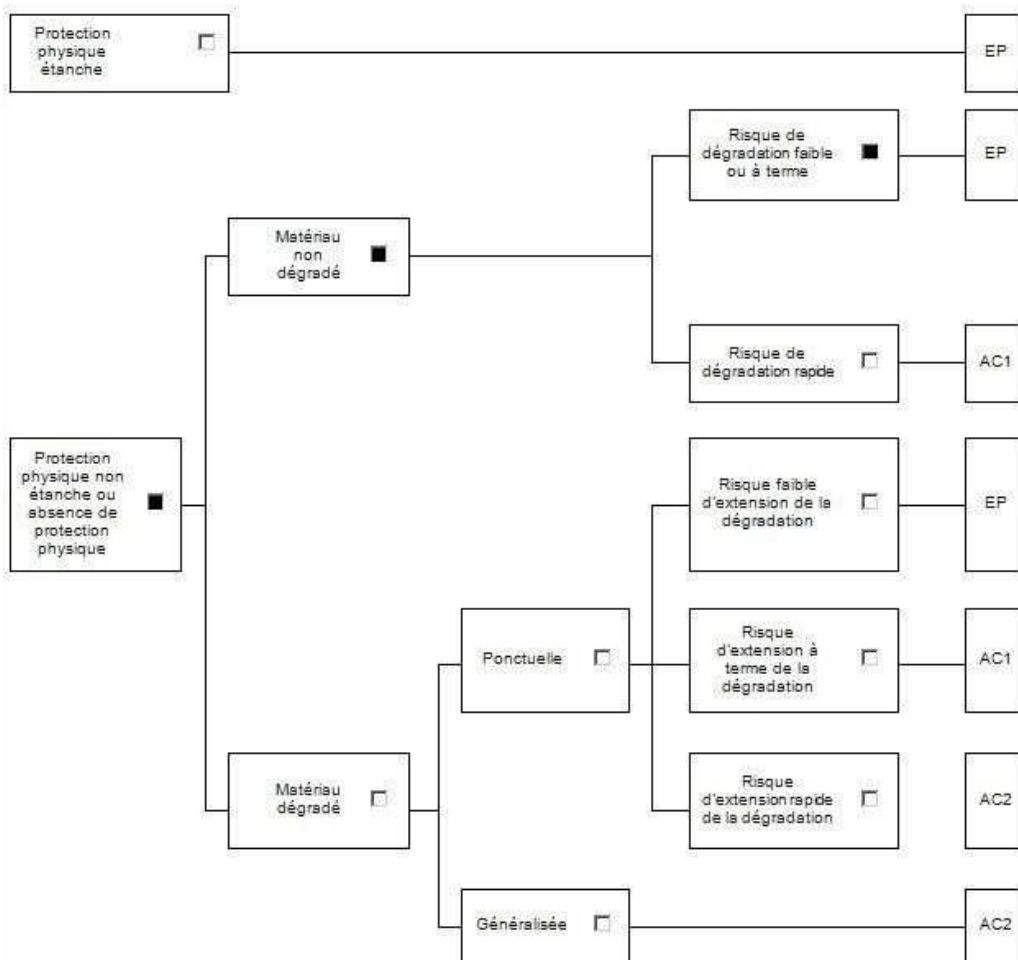 Protection
physique
étanche
EP
Risque de
dégradation faible
ou à terme
EP
Matériau
non
dégradé
Risque de
dégradation rapide
AC1
Protection
physique non
étanche ou
absence de
protection
physique
Risque faible
d'extension de la
dégradation
EP
Ponctuelle
Risque
d'extension à
terme de la
dégradation
AC1
Matériau
dégradé
Risque
d'extension rapide
de la dégradation
AC2
Généralisée
AC2